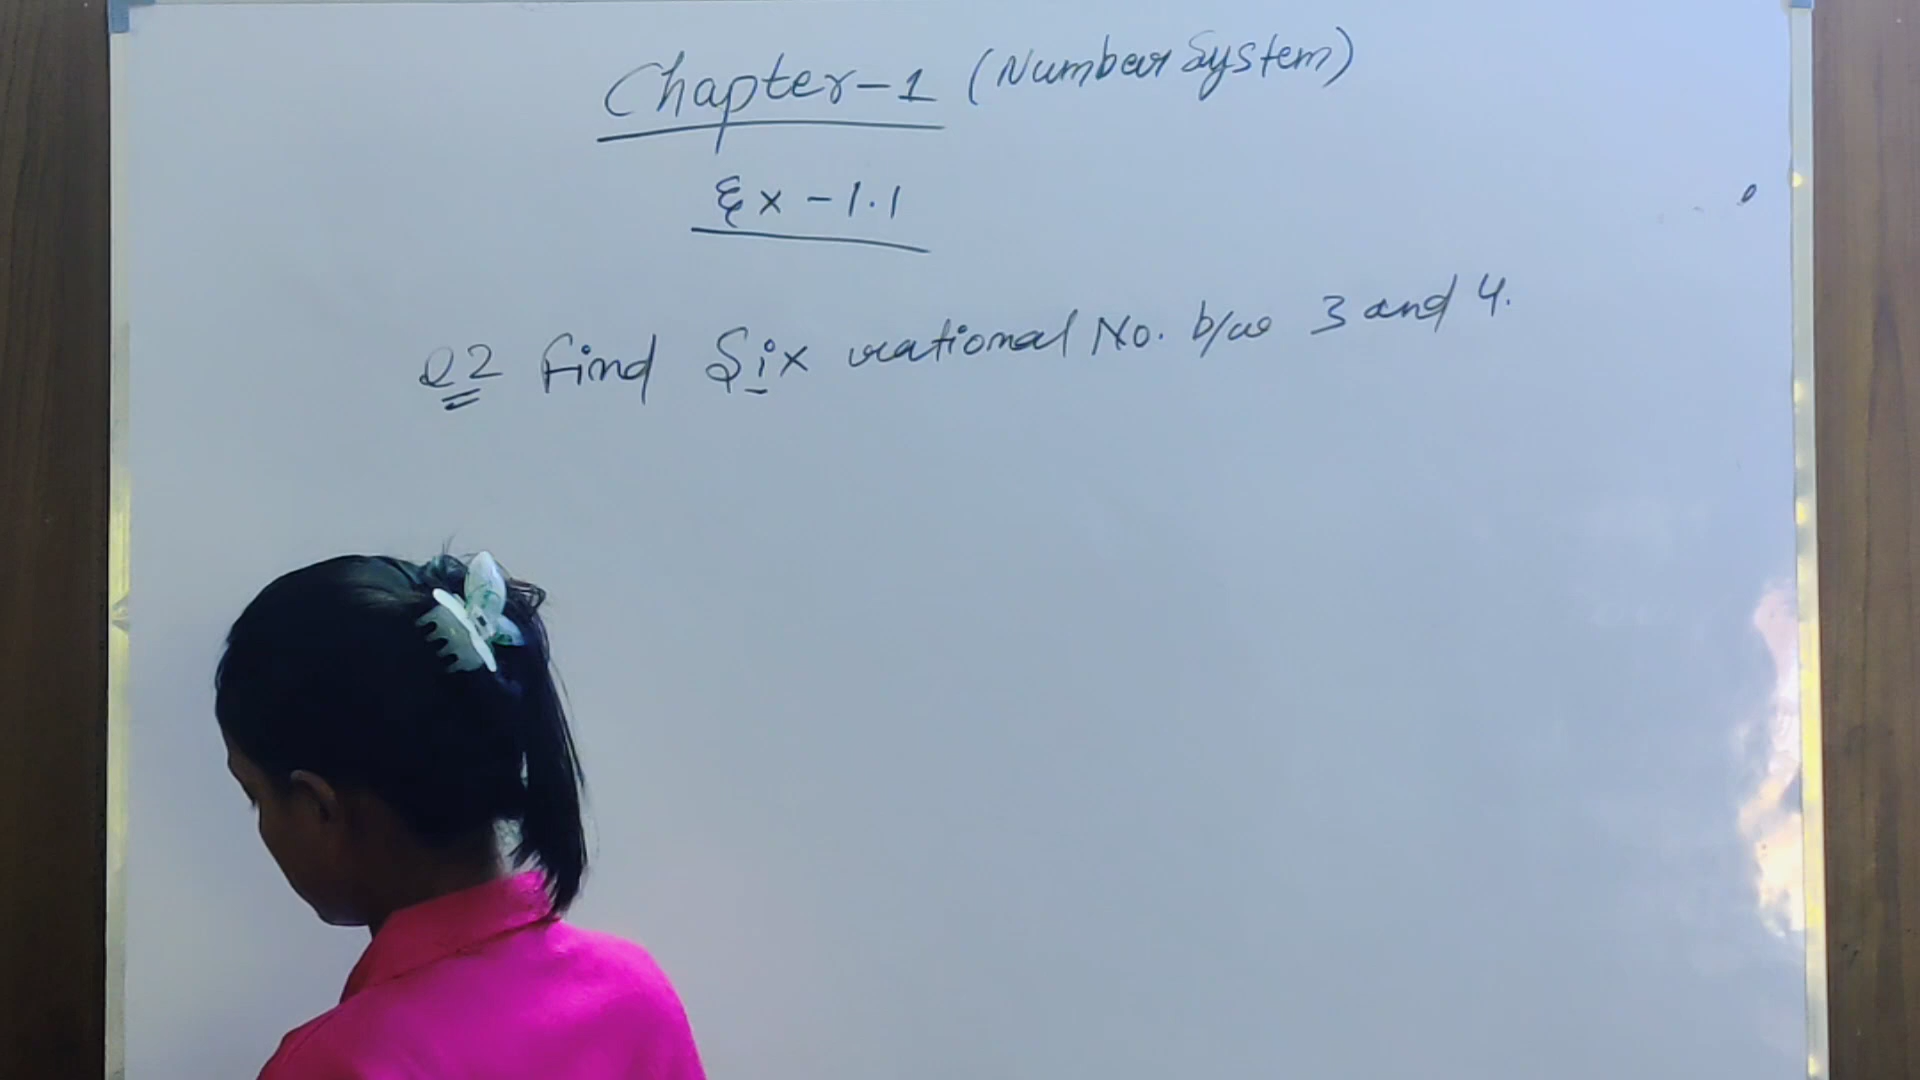 Chapter-1 (Number System)
Ex-1.1
Q2 Find Six rational No. b/w 3 and 4.